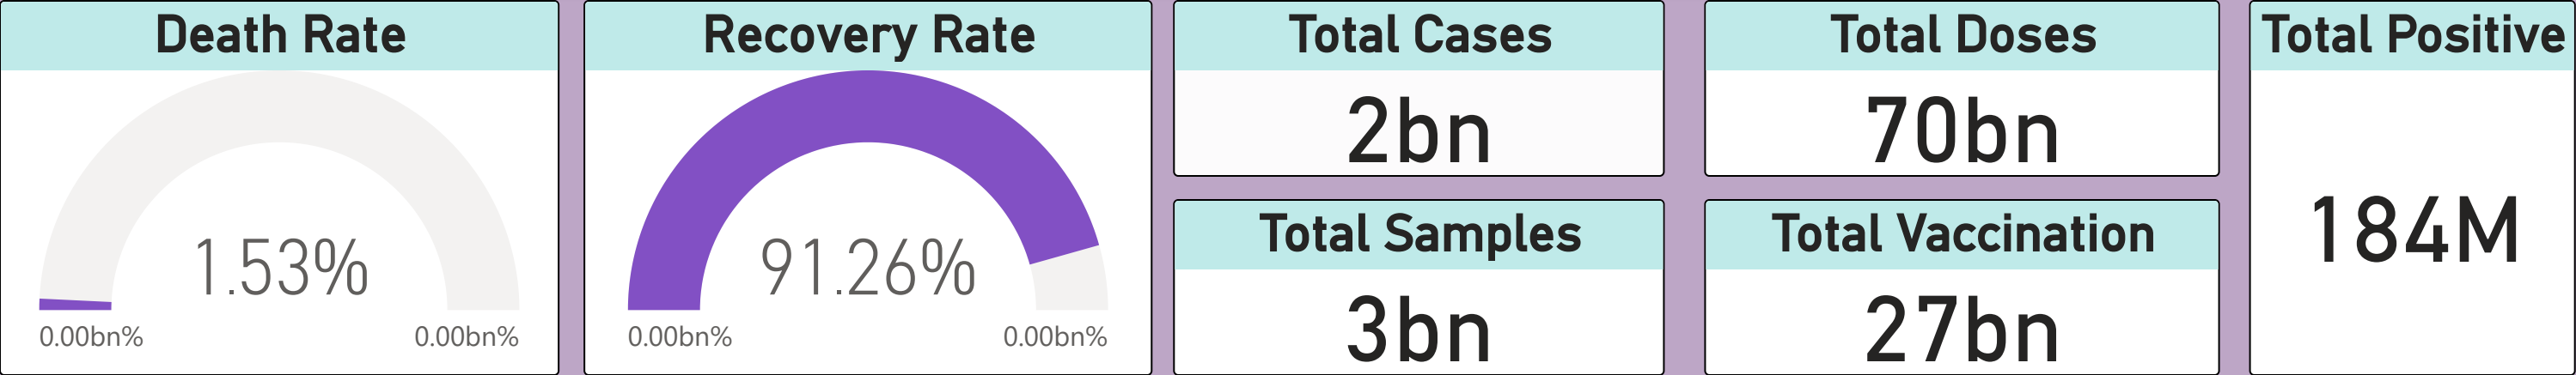 Death Rate
1.53%
0.00bn%
0.00bn%
Recovery Rate
91.26%
0.00bn%
0.00bn%
Total Cases
2bn
Total Samples
3bn
Total Doses
70bn
Total Vaccination
27bn
Total Positive
184M